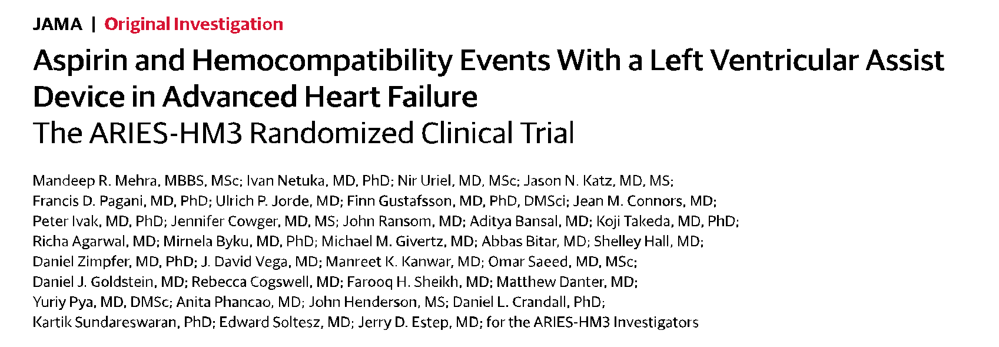 JAMA | Original Investigation
Aspirin and Hemocompatibility Events With a Left Ventricular Assist
Device in Advanced Heart Failure
The ARIES-HM3 Randomized Clinical Trial
Mandeep R. Mehra, MBBS, MSc; Ivan Netuka, MD, PhD; Nir Uriel, MD, MSc; Jason N. Katz, MD, MS;
Francis D. Pagani, MD, PhD; Ulrich P. Jorde, MD; Finn Gustafsson, MD, PhD, DMSci; Jean M. Connors, MD;
Peter Ivak, MD, PhD; Jennifer Cowger, MD, MS; John Ransom, MD; Aditya Bansal, MD; Koji Takeda, MD, PhD;
Richa Agarwal, MD; Mirnela Byku, MD, PhD; Michael M. Givertz, MD; Abbas Bitar, MD; Shelley Hall, MD;
Daniel Zimpfer, MD, PhD; J. David Vega, MD; Manreet K. Kanwar, MD; Omar Saeed, MD, MSc;
Daniel J. Goldstein, MD; Rebecca Cogswell, MD; Farooq H. Sheikh, MD; Matthew Danter, MD;
Yuriy Pya, MD, DMSc; Anita Phancao, MD; John Henderson, MS; Daniel L. Crandall, PhD;
Kartik Sundareswaran, PhD; Edward Soltesz, MD; Jerry D. Estep, MD; for the ARIES-HM3 Investigators